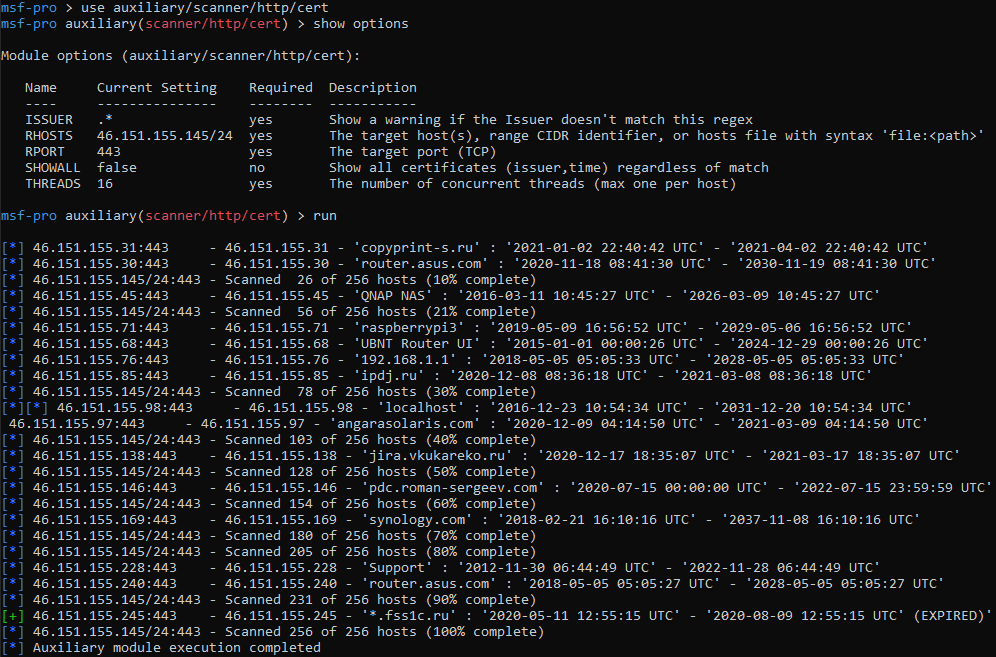 msf-pro > use auxiliary/scanner/http/cert
msf-pro auxiliary(scanner/http/cert) > show options

Module options (auxiliary/scanner/http/cert):

   Name     Current Setting    Required  Description
   ----     ---------------    --------  -----------
   ISSUER   .*                 yes       Show a warning if the Issuer doesn't match this regex
   RHOSTS   46.151.155.145/24  yes       The target host(s), range CIDR identifier, or hosts file with syntax 'file:<path>'
   RPORT    443                yes       The target port (TCP)
   SHOWALL  false              no        Show all certificates (issuer,time) regardless of match
   THREADS  16                 yes       The number of concurrent threads (max one per host)

msf-pro auxiliary(scanner/http/cert) > run

[*] 46.151.155.31:443     - 46.151.155.31 - 'copyprint-s.ru' : '2021-01-02 22:40:42 UTC' - '2021-04-02 22:40:42 UTC'
[*] 46.151.155.30:443     - 46.151.155.30 - 'router.asus.com' : '2020-11-18 08:41:30 UTC' - '2030-11-19 08:41:30 UTC'
[*] 46.151.155.145/24:443 - Scanned  26 of 256 hosts (10% complete)
[*] 46.151.155.45:443     - 46.151.155.45 - 'QNAP NAS' : '2016-03-11 10:45:27 UTC' - '2026-03-09 10:45:27 UTC'
[*] 46.151.155.145/24:443 - Scanned  56 of 256 hosts (21% complete)
[*] 46.151.155.71:443     - 46.151.155.71 - 'raspberrypi3' : '2019-05-09 16:56:52 UTC' - '2029-05-06 16:56:52 UTC'
[*] 46.151.155.68:443     - 46.151.155.68 - 'UBNT Router UI' : '2015-01-01 00:00:26 UTC' - '2024-12-29 00:00:26 UTC'
[*] 46.151.155.76:443     - 46.151.155.76 - '192.168.1.1' : '2018-05-05 05:05:33 UTC' - '2028-05-05 05:05:33 UTC'
[*] 46.151.155.85:443     - 46.151.155.85 - 'ipdj.ru' : '2020-12-08 08:36:18 UTC' - '2021-03-08 08:36:18 UTC'
[*] 46.151.155.145/24:443 - Scanned  78 of 256 hosts (30% complete)
[*][*] 46.151.155.98:443     - 46.151.155.98 - 'localhost' : '2016-12-23 10:54:34 UTC' - '2031-12-20 10:54:34 UTC'
 46.151.155.97:443     - 46.151.155.97 - 'angarasolaris.com' : '2020-12-09 04:14:50 UTC' - '2021-03-09 04:14:50 UTC'
[*] 46.151.155.145/24:443 - Scanned 103 of 256 hosts (40% complete)
[*] 46.151.155.138:443    - 46.151.155.138 - 'jira.vkukareko.ru' : '2020-12-17 18:35:07 UTC' - '2021-03-17 18:35:07 UTC'
[*] 46.151.155.145/24:443 - Scanned 128 of 256 hosts (50% complete)
[*] 46.151.155.146:443    - 46.151.155.146 - 'pdc.roman-sergeev.com' : '2020-07-15 00:00:00 UTC' - '2022-07-15 23:59:59 UTC'
[*] 46.151.155.145/24:443 - Scanned 154 of 256 hosts (60% complete)
[*] 46.151.155.169:443    - 46.151.155.169 - 'synology.com' : '2018-02-21 16:10:16 UTC' - '2037-11-08 16:10:16 UTC'
[*] 46.151.155.145/24:443 - Scanned 180 of 256 hosts (70% complete)
[*] 46.151.155.145/24:443 - Scanned 205 of 256 hosts (80% complete)
[*] 46.151.155.228:443    - 46.151.155.228 - 'Support' : '2012-11-30 06:44:49 UTC' - '2022-11-28 06:44:49 UTC'
[*] 46.151.155.240:443    - 46.151.155.240 - 'router.asus.com' : '2018-05-05 05:05:27 UTC' - '2028-05-05 05:05:27 UTC'
[*] 46.151.155.145/24:443 - Scanned 231 of 256 hosts (90% complete)
[+] 46.151.155.245:443    - 46.151.155.245 - '*.fss1c.ru' : '2020-05-11 12:55:15 UTC' - '2020-08-09 12:55:15 UTC' (EXPIRED)'
[*] 46.151.155.145/24:443 - Scanned 256 of 256 hosts (100% complete)
[*] Auxiliary module execution completed